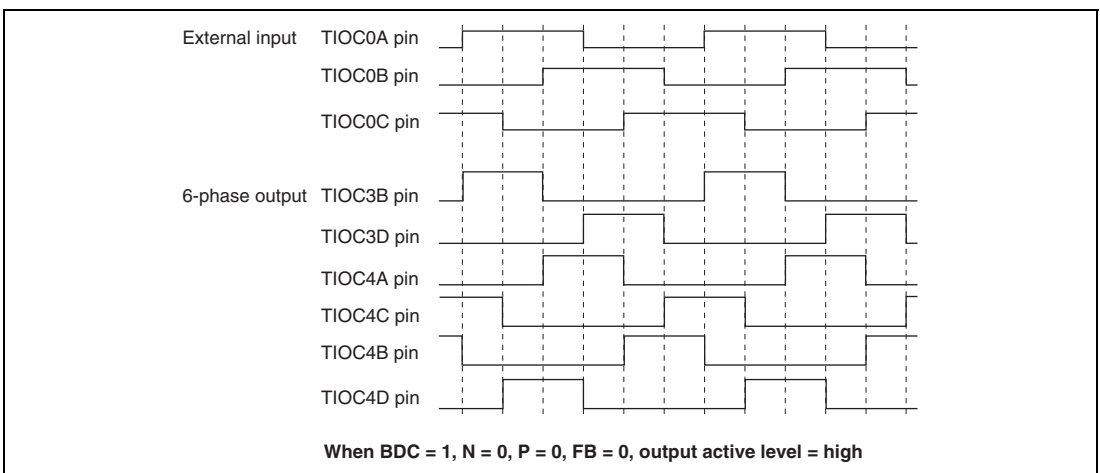 External input TIOC0A pin
TIOC0B pin
TIOC0C pin
6-phase output TIOC3B pin
TIOC3D pin
TIOC4A pin
TIOC4C pin
TIOC4B pin
TIOC4D pin
When BDC = 1, N = 0, P = 0, FB = 0, output active level = high